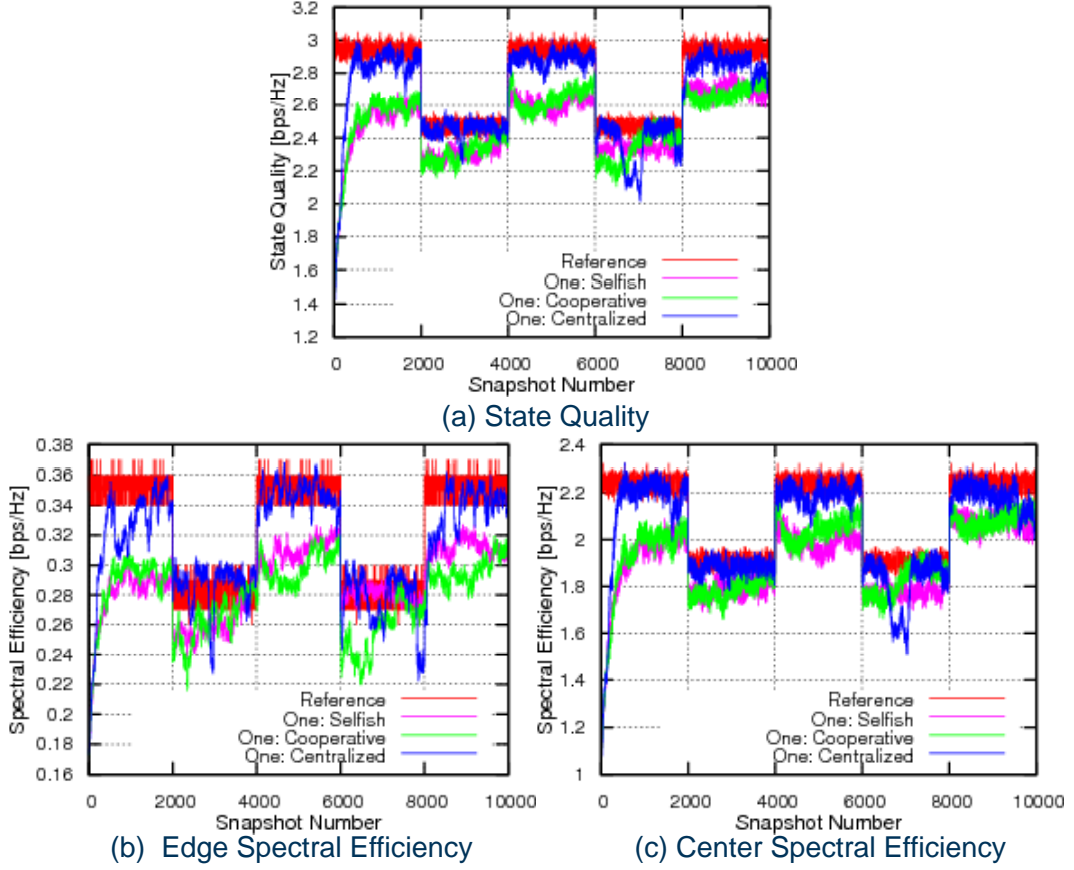 State Quality [bps/Hz]
3.2
3
2.8
2.6
2.4
2.2
2
1.8
1.6
1.4
1.2
Reference
One: Selfish
One: Cooperative
One: Centralized
0 2000 4000 6000 8000 10000
Snapshot Number
(a) State Quality
Spectral Efficiency [bps/Hz]
0.38
0.36
0.34
0.32
0.3
0.28
0.26
0.24
0.22
0.2
0.18
0.16
Reference
One: Selfish
One: Cooperative
One: Centralized
0 2000 4000 6000 8000 10000
Snapshot Number
(b) Edge Spectral Efficiency
Spectral Efficiency [bps/Hz]
2.4
2.2
2
1.8
1.6
1.4
1.2
1
Reference
One: Selfish
One: Cooperative
One: Centralized
0 2000 4000 6000 8000 10000
Snapshot Number
(c) Center Spectral Efficiency